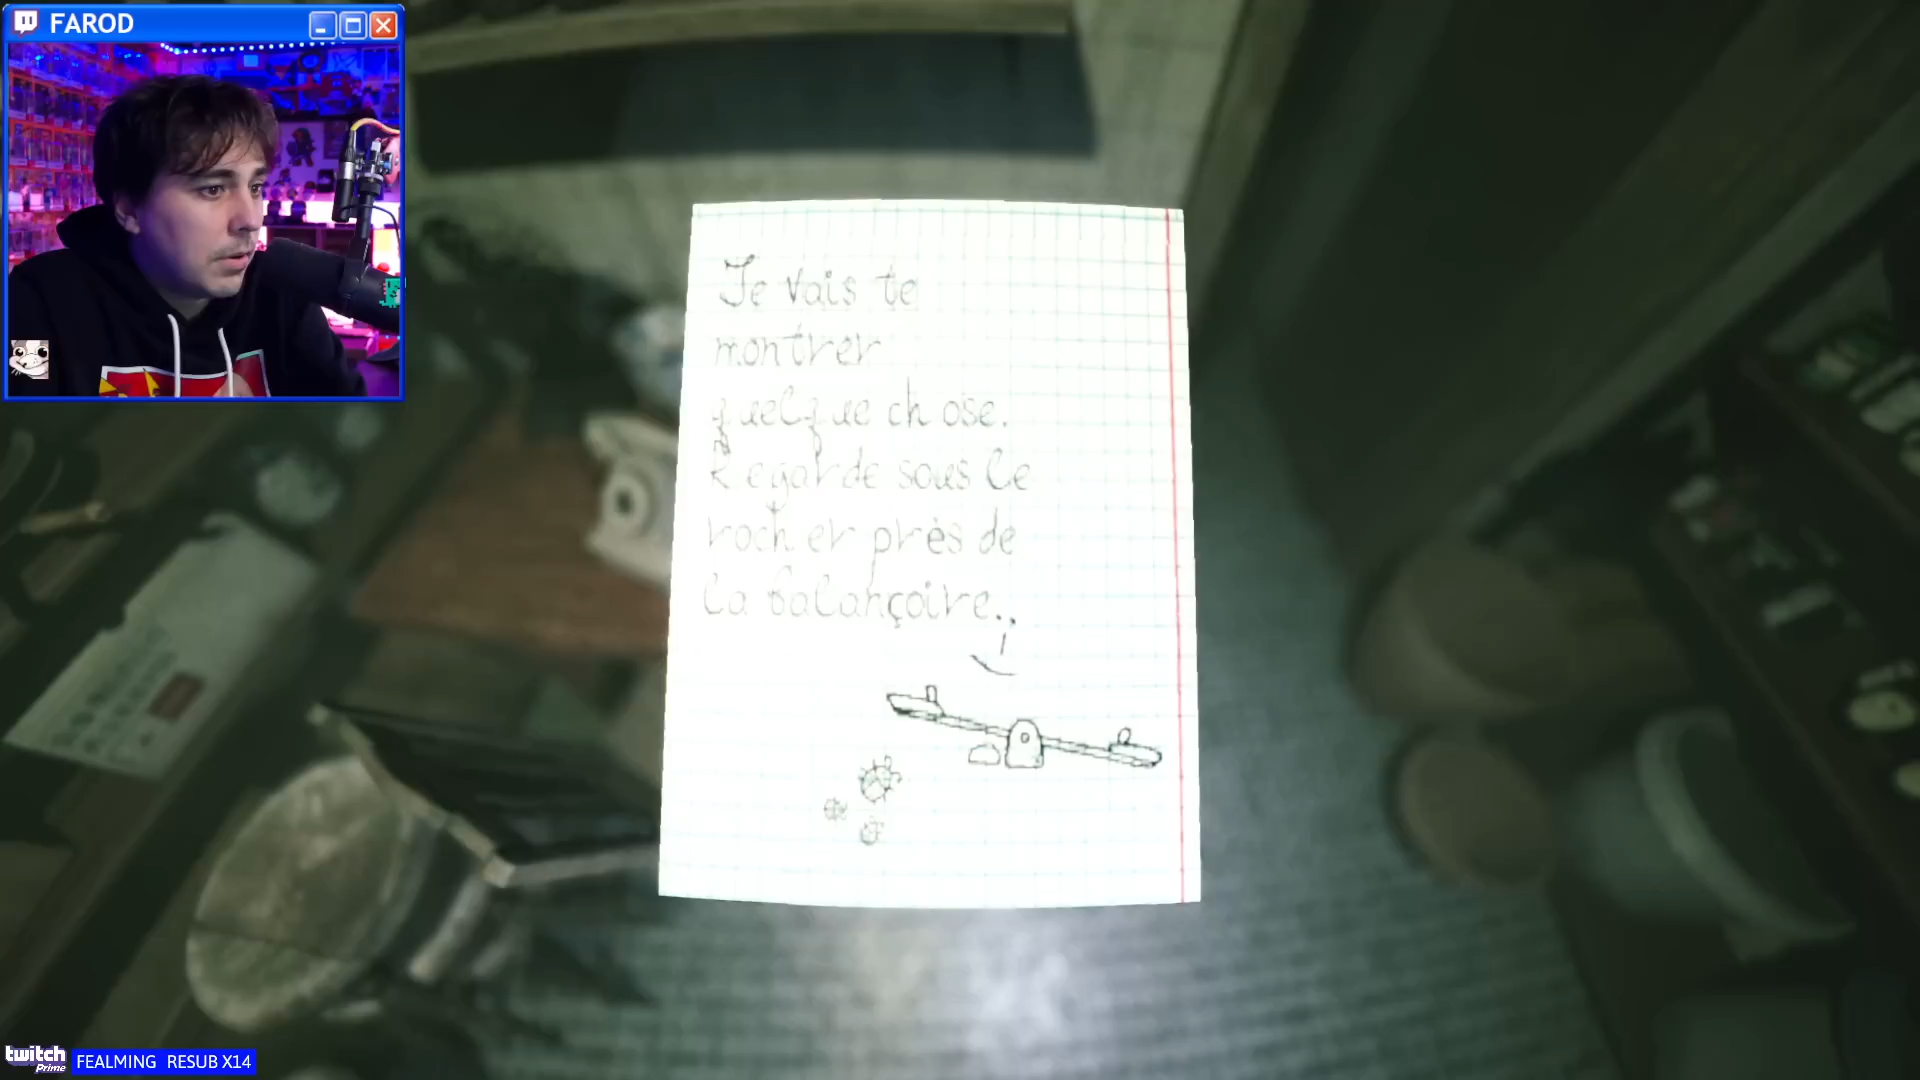 FAROD
Je vais te
montrer
quelque chose.
Regarde sous le
rocher près de
la balançoire..
twitch
Prime
FEALMING RESUB X14